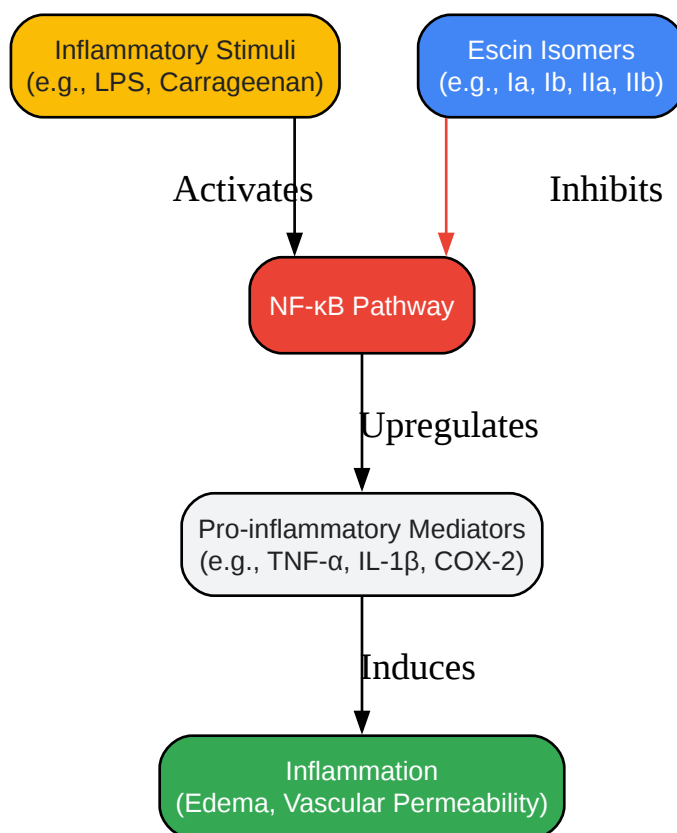 Inflammatory Stimuli
(e.g., LPS, Carrageenan)
Escin Isomers
(e.g., Ia, Ib, IIa, IIb)
Activates
Inhibits
NF-κB Pathway
Upregulates
Pro-inflammatory Mediators
(e.g., TNF-α, IL-1β, COX-2)
Induces
Inflammation
(Edema, Vascular Permeability)